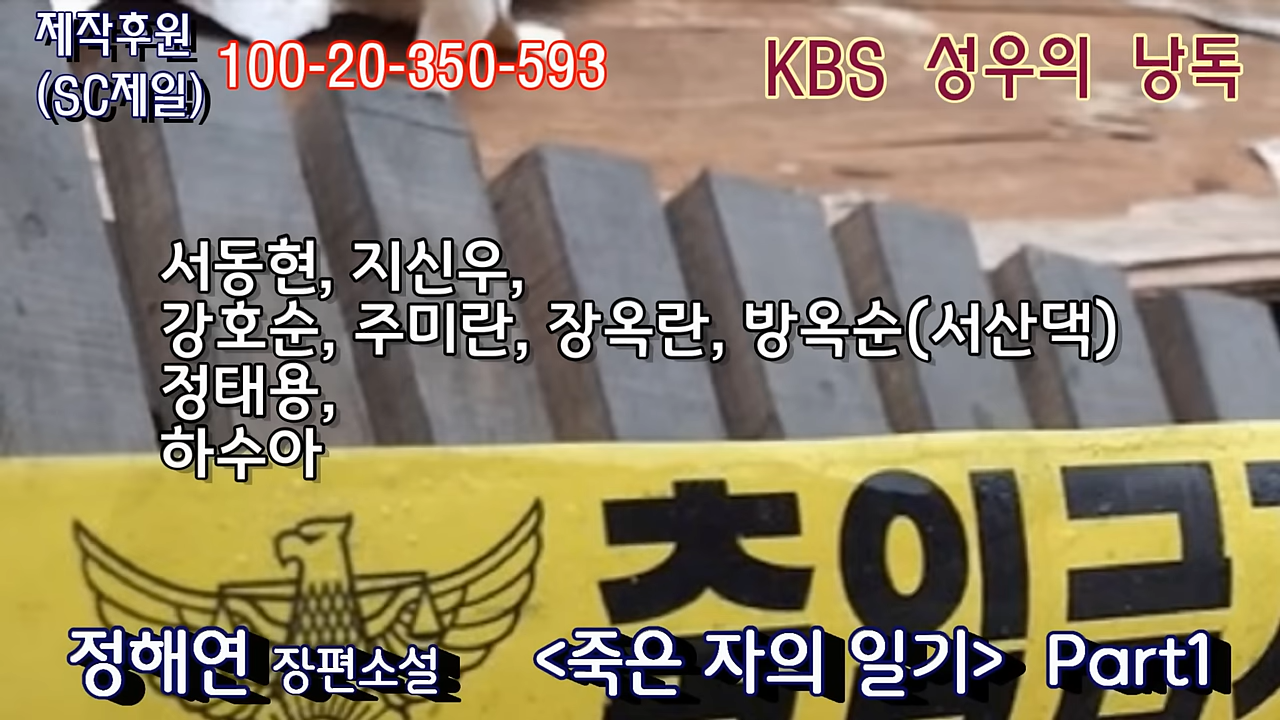 제작후원
(SC제일)
100-20-350-593
KBS 성우의 낭독
서동현, 지신우,
강호순, 주미란, 장옥란, 방옥순(서산댁)
정태용,
하수아
출입금
정해연 장편소설
<죽은 자의 일기> Part1